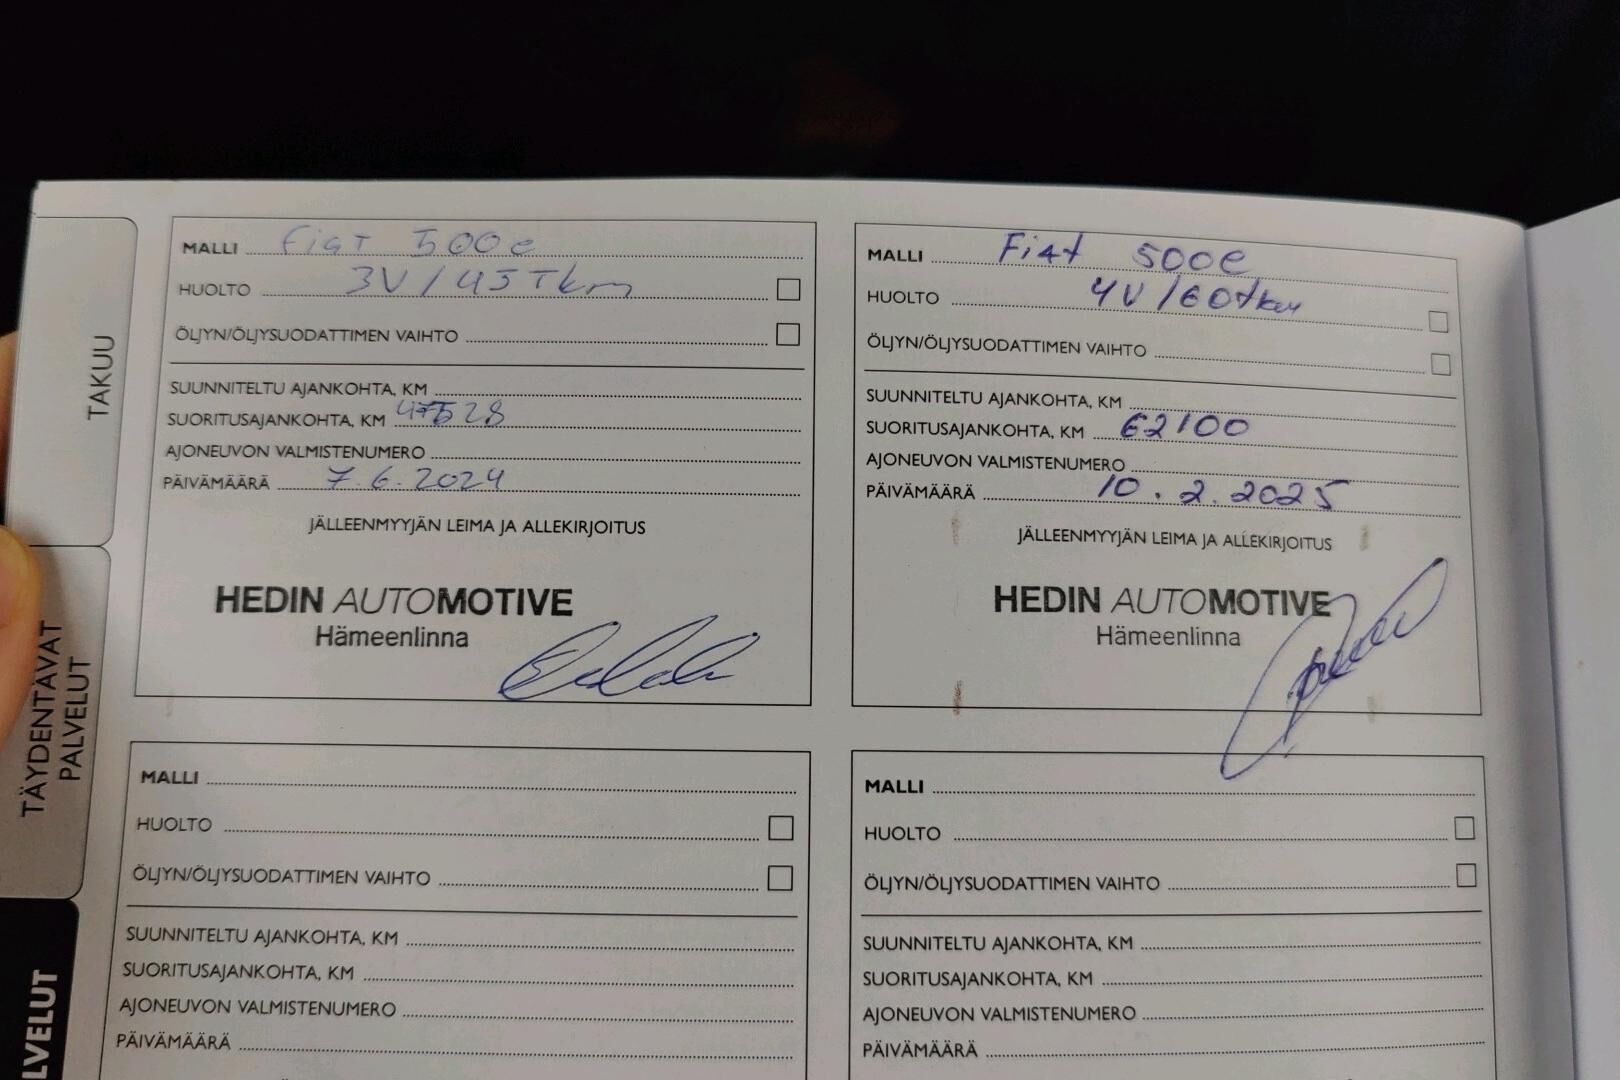 TAKUU
TÄYDENTÄVAT
PALVELUT
LVELUT
MALLI Fiat 500e
HUOLTO 3V/45Tkm
ÖLJYN/ÖLJYSUODATTIMEN VAIHTO
SUUNNITELTU AJANKOHTA, KM
SUORITUSAJANKOHTA, KM 47528
AJONEUVON VALMISTENUMERO
PÄIVÄMÄÄRÄ 7.6.2024
JÄLLEENMYYJÄN LEIMA JA ALLEKIRJOITUS
HEDIN AUTOMOTIVE
Hämeenlinna
MALLI Fiat 500e
HUOLTO 4V/60tkm
ÖLJYN/ÖLJYSUODATTIMEN VAIHTO
SUUNNITELTU AJANKOHTA, KM
SUORITUSAJANKOHTA, KM 62100
AJONEUVON VALMISTENUMERO
PÄIVÄMÄÄRÄ 10.2.2025
JÄLLEENMYYJÄN LEIMA JA ALLEKIRJOITUS
HEDIN AUTOMOTIVE
Hämeenlinna
MALLI
HUOLTO
ÖLJYN/ÖLJYSUODATTIMEN VAIHTO
SUUNNITELTU AJANKOHTA, KM
SUORITUSAJANKOHTA, KM
AJONEUVON VALMISTENUMERO
PÄIVÄMÄÄRÄ
MALLI
HUOLTO
ÖLJYN/ÖLJYSUODATTIMEN VAIHTO
SUUNNITELTU AJANKOHTA, KM
SUORITUSAJANKOHTA, KM
AJONEUVON VALMISTENUMERO
PÄIVÄMÄÄRÄ